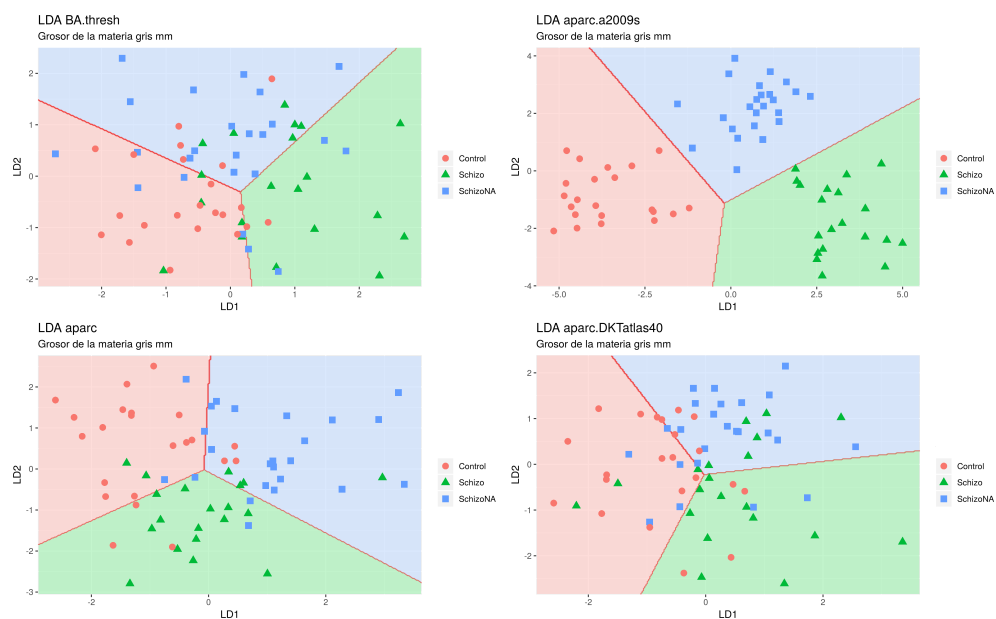 LDA BA.thresh
Grosor de la materia gris mm
LD2
2
1
0
-1
-2
-2
-1
0
1
2
LD1
Control
Schizo
SchizoNA
LDA aparc.a2009s
Grosor de la materia gris mm
LD2
4
2
0
-2
-4
-5.0
-2.5
0.0
2.5
5.0
LD1
Control
Schizo
SchizoNA
LDA aparc
Grosor de la materia gris mm
LD2
2
1
0
-1
-2
-3
-2
0
2
LD1
Control
Schizo
SchizoNA
LDA aparc.DKTatlas40
Grosor de la materia gris mm
LD2
2
1
0
-1
-2
-2
0
2
LD1
Control
Schizo
SchizoNA